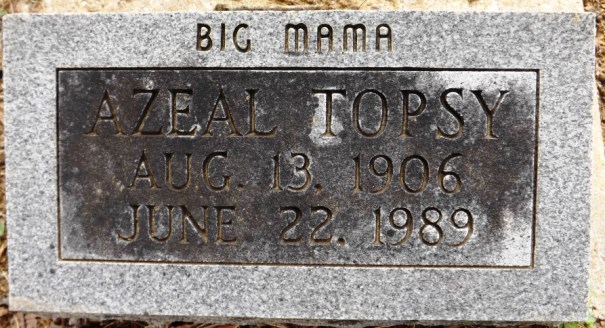 BIG MAMA
AZEAL TOPSY
AUG. 13. 1906
JUNE 22. 1989